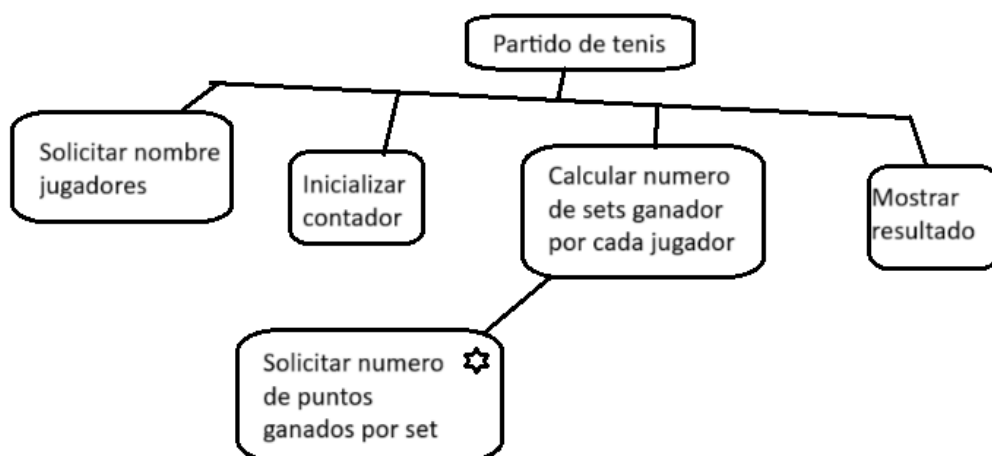 Partido de tenis
Solicitar nombre
jugadores
Inicializar
contador
Calcular numero
de sets ganador
por cada jugador
Mostrar
resultado
Solicitar numero
de puntos
ganados por set